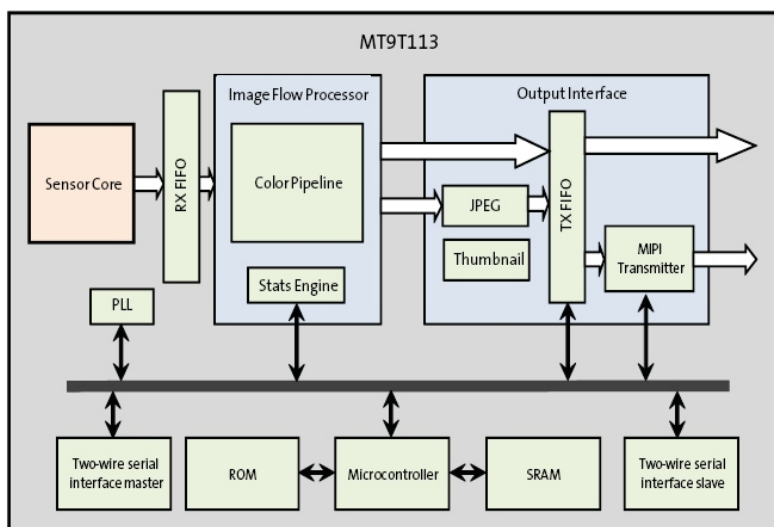 MT9T113
Image Flow Processor
Output Interface
Sensor Core
RX FIFO
Color Pipeline
JPEG
TX FIFO
Thumbnail
MIPI
Transmitter
Stats Engine
PLL
Two-wire serial
interface master
ROM
Microcontroller
SRAM
Two-wire serial
interface slave